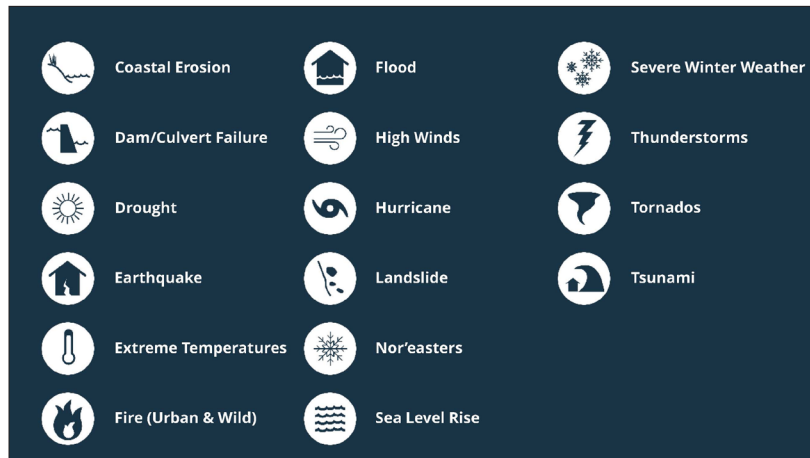 Coastal Erosion
Dam/Culvert Failure
Drought
Earthquake
Extreme Temperatures
Fire (Urban & Wild)
Flood
High Winds
Hurricane
Landslide
Nor’easters
Sea Level Rise
Severe Winter Weather
Thunderstorms
Tornados
Tsunami